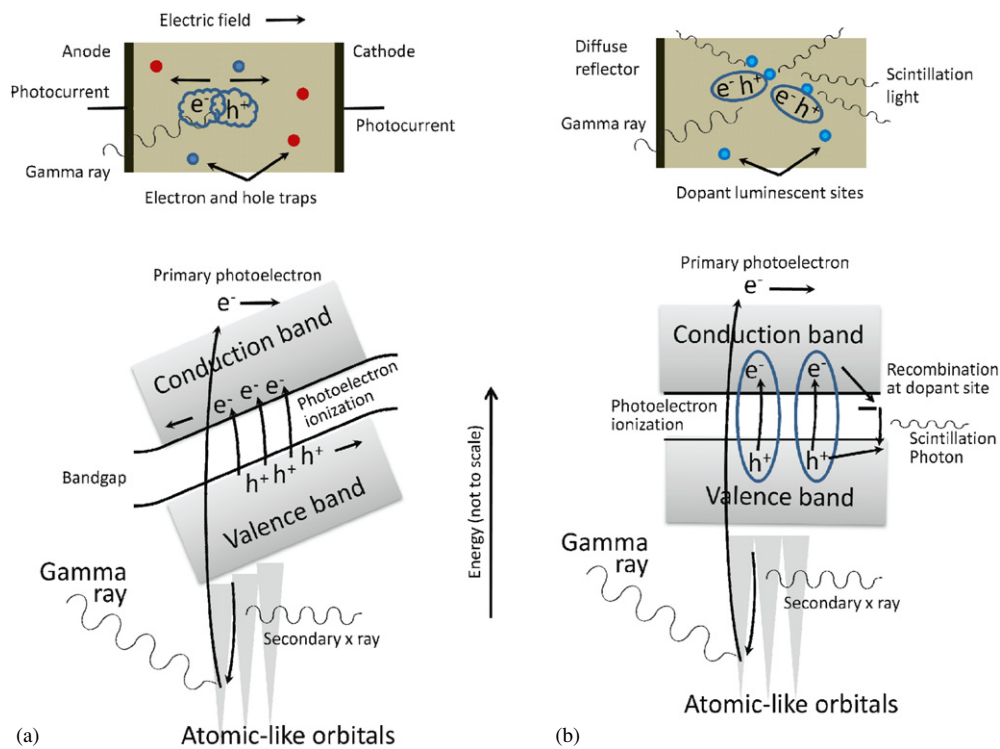 Electric field
Anode
Cathode
Photocurrent
e- h+
Photocurrent
Gamma ray
Electron and hole traps
Primary photoelectron
e-
Conduction band
e- e- e-
Photoelectron
ionization
Bandgap
h+ h+ h+
Valence band
Gamma
ray
Secondary x ray
Atomic-like orbitals
(a)
Energy (not to scale)
Diffuse
reflector
e- h+
e- h+
Scintillation
light
Gamma ray
Dopant luminescent sites
Primary photoelectron
e-
Conduction band
e- e-
Recombination
at dopant site
Photoelectron
ionization
Scintillation
Photon
h+ h+
Valence band
Gamma
ray
Secondary x ray
Atomic-like orbitals
(b)